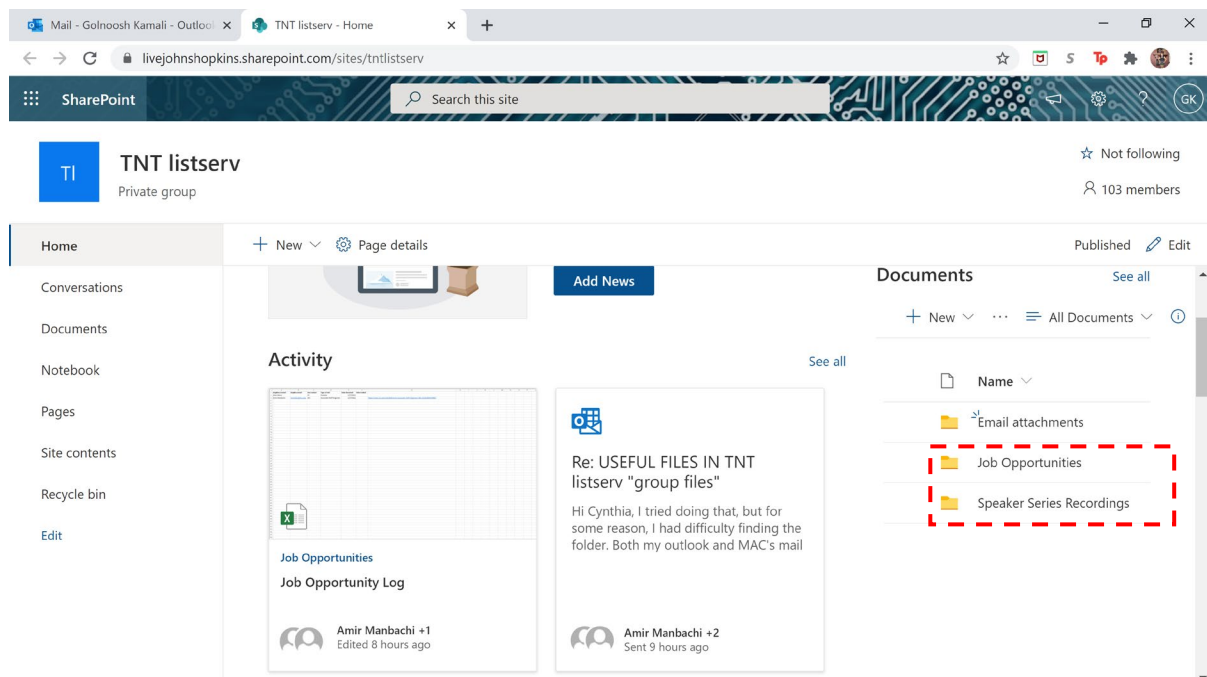 Mail - Golnoosh Kamali - Outloo
TNT listserv - Home
livejohnshopkins.sharepoint.com/sites/tntlistserv
SharePoint
Search this site
GK
TI
TNT listserv
Private group
Not following
103 members
Home
Conversations
Documents
Notebook
Pages
Site contents
Recycle bin
Edit
New
Page details
Published
Edit
Add News
Activity
See all
Job Opportunities
Job Opportunity Log
Amir Manbachi +1
Edited 8 hours ago
Re: USEFUL FILES IN TNT
listserv "group files"
Hi Cynthia, I tried doing that, but for
some reason, I had difficulty finding the
folder. Both my outlook and MAC's mail
Amir Manbachi +2
Sent 9 hours ago
Documents
See all
New
All Documents
Name
Email attachments
Job Opportunities
Speaker Series Recordings